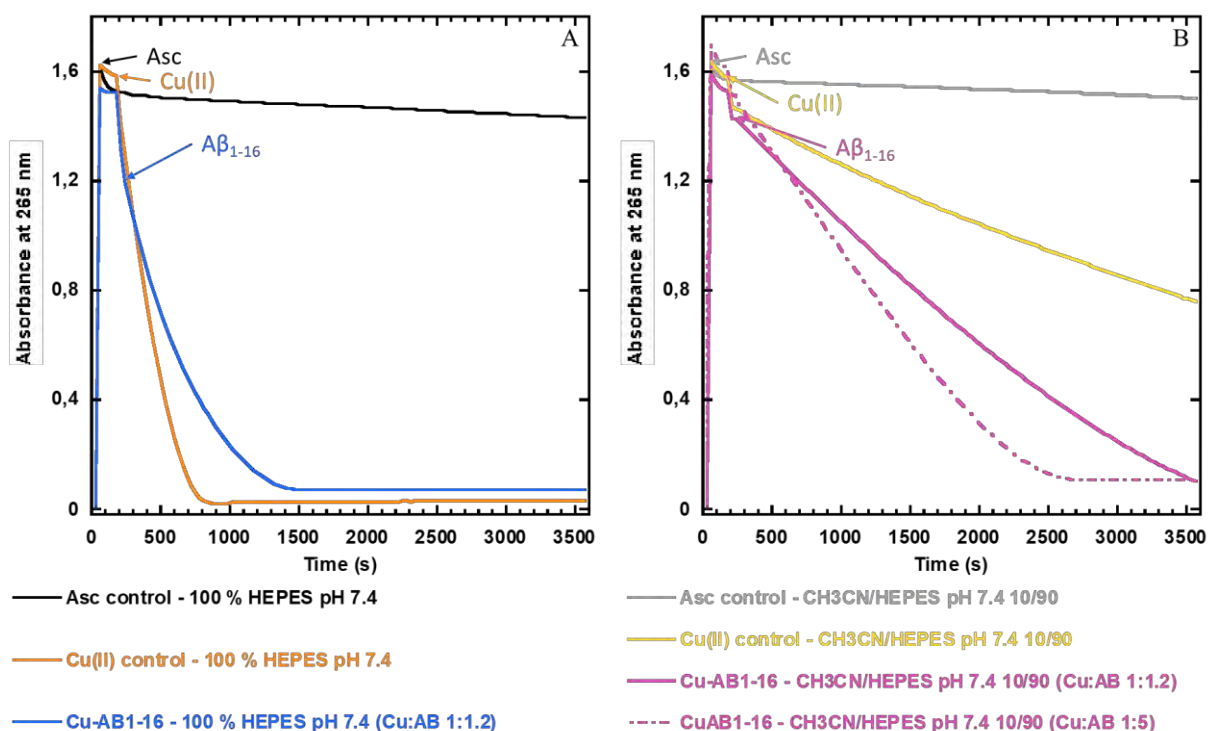 A
Asc
Cu(II)
Aβ1-16
Absorbance at 265 nm
1,6
1,2
0,8
0,4
0
0 500 1000 1500 2000 2500 3000 3500
Time (s)
Asc control - 100 % HEPES pH 7.4
Cu(II) control - 100 % HEPES pH 7.4
Cu-AB1-16 - 100 % HEPES pH 7.4 (Cu:AB 1:1.2)
B
Asc
Cu(II)
Aβ1-16
Absorbance at 265 nm
1,6
1,2
0,8
0,4
0
0 500 1000 1500 2000 2500 3000 3500
Time (s)
Asc control - CH3CN/HEPES pH 7.4 10/90
Cu(II) control - CH3CN/HEPES pH 7.4 10/90
Cu-AB1-16 - CH3CN/HEPES pH 7.4 10/90 (Cu:AB 1:1.2)
CuAB1-16 - CH3CN/HEPES pH 7.4 10/90 (Cu:AB 1:5)